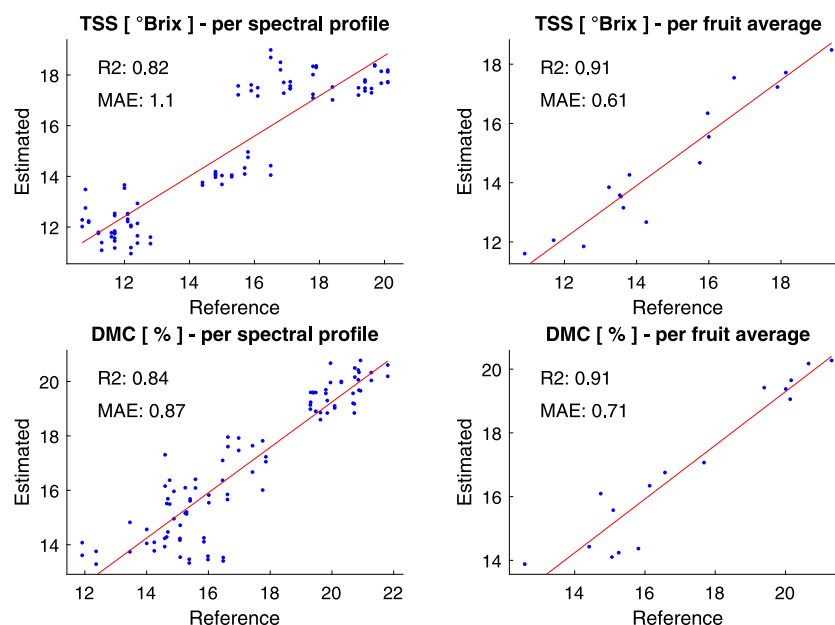 TSS [ °Brix ] - per spectral profile
R2: 0.82
MAE: 1.1
18
16
14
12
Estimated
12 14 16 18 20
Reference
TSS [ °Brix ] - per fruit average
R2: 0.91
MAE: 0.61
18
16
14
12
Estimated
12 14 16 18
Reference
DMC [ % ] - per spectral profile
R2: 0.84
MAE: 0.87
20
18
16
14
Estimated
12 14 16 18 20 22
Reference
DMC [ % ] - per fruit average
R2: 0.91
MAE: 0.71
20
18
16
14
Estimated
14 16 18 20
Reference